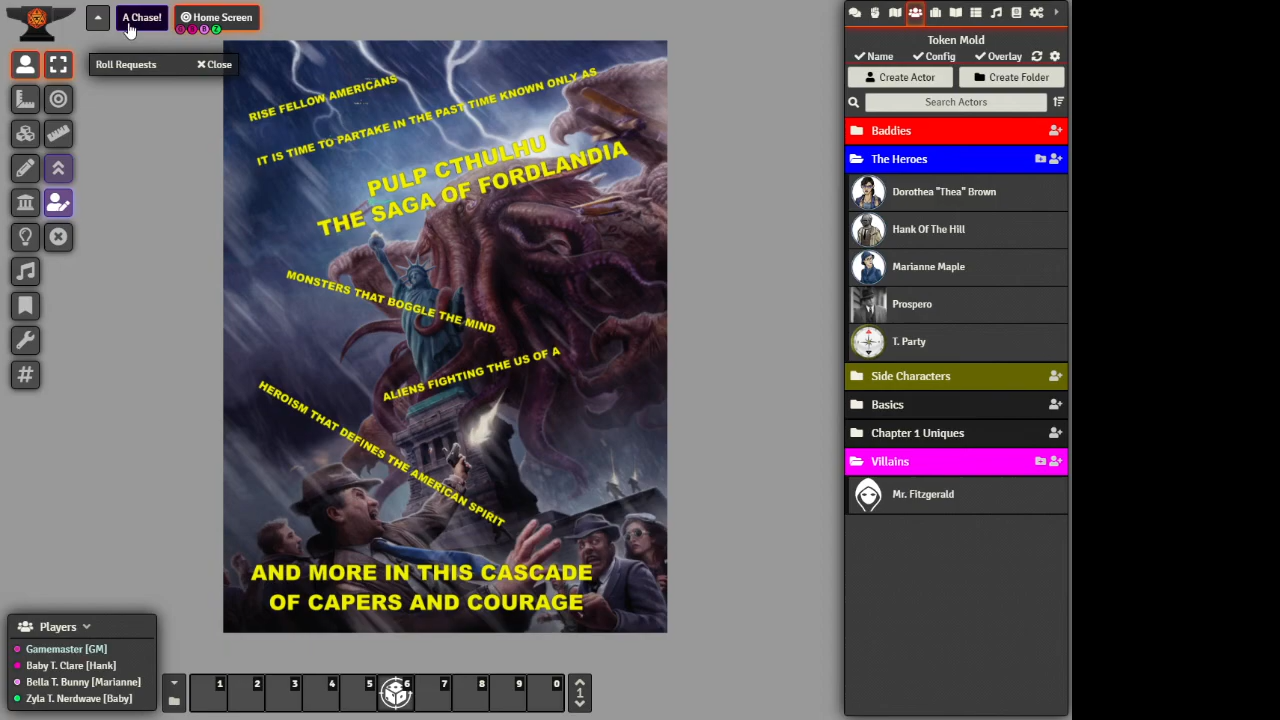 A Chase!
Home Screen
G B B Z
Roll Requests
Close
RISE FELLOW AMERICANS
IT IS TIME TO PARTAKE IN THE PAST TIME KNOWN ONLY AS
PULP CTHULHU
THE SAGA OF FORDLANDIA
MONSTERS THAT BOGGLE THE MIND
ALIENS FIGHTING THE US OF A
HEROISM THAT DEFINES THE AMERICAN SPIRIT
AND MORE IN THIS CASCADE
OF CAPERS AND COURAGE
Players
Gamemaster [GM]
Baby T. Clare [Hank]
Bella T. Bunny [Marianne]
Zyla T. Nerdwave [Baby]
1 2 3 4 5 6 7 8 9 0
1
Token Mold
Name Config Overlay
Create Actor Create Folder
Search Actors
Baddies
The Heroes
Dorothea "Thea" Brown
Hank Of The Hill
Marianne Maple
Prospero
T. Party
Side Characters
Basics
Chapter 1 Uniques
Villains
Mr. Fitzgerald